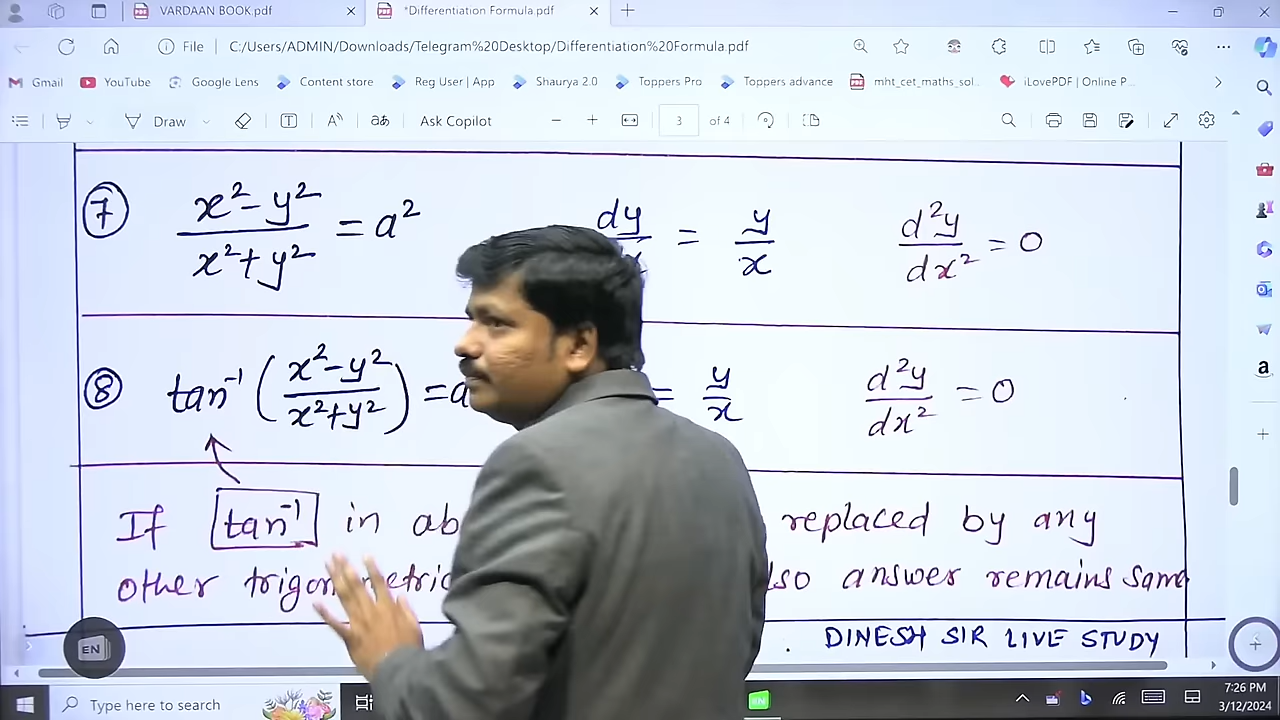 VARDAAN BOOK.pdf
*Differentiation Formula.pdf
File
C:/Users/ADMIN/Downloads/Telegram%20Desktop/Differentiation%20Formula.pdf
Gmail YouTube Google Lens Content store Reg User | App Shaurya 2.0 Toppers Pro Toppers advance mht_cet_maths_sol... iLovePDF | Online P...
Draw Ask Copilot 3 of 4
⑦ (x²-y²)/(x²+y²) = a² dy = y/x d²y/dx² = 0
⑧ tan⁻¹((x²-y²)/(x²+y²)) = a = y/x d²y/dx² = 0
If tan⁻¹ in replaced by any
other answer remains same
DINESH SIR LIVE STUDY
EN
Type here to search
7:26 PM
3/12/2024